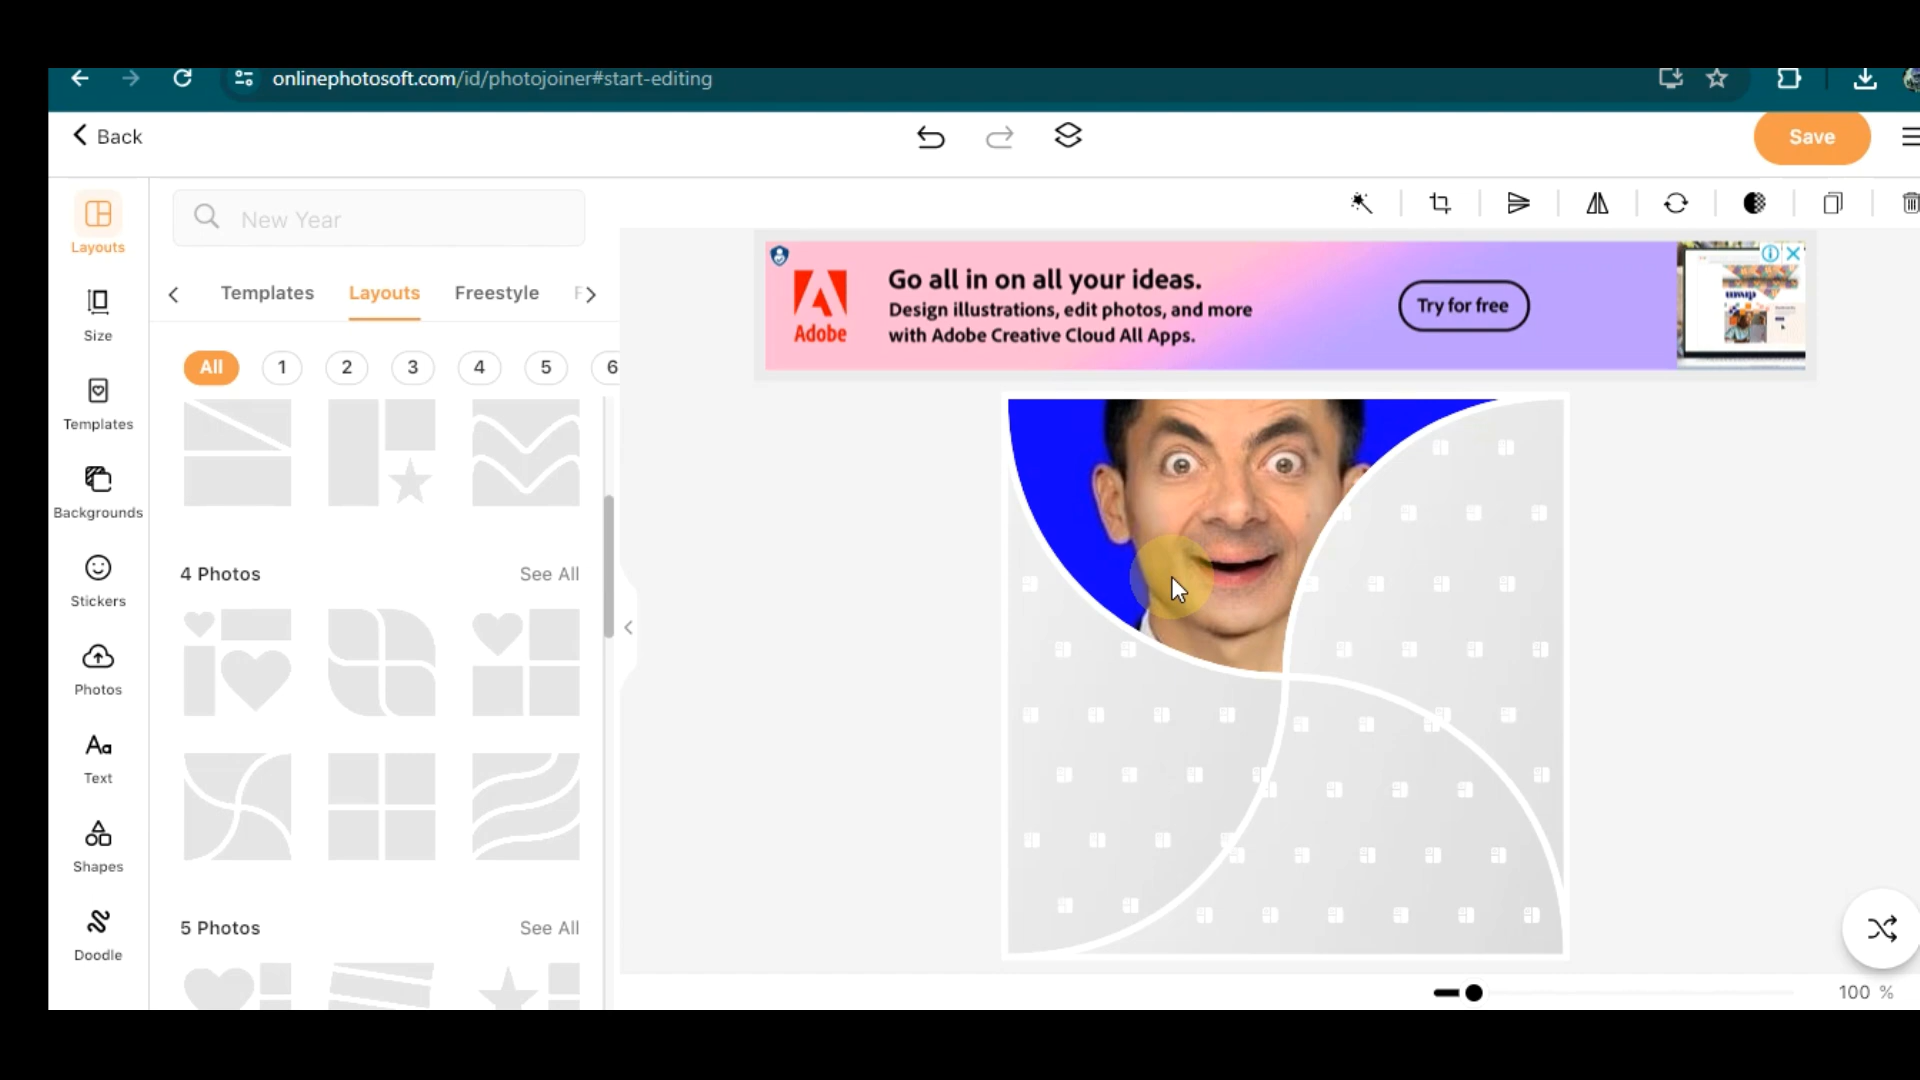 onlinephotosoft.com/id/photojoiner#start-editing
Back
Save
New Year
Layouts
Size
Templates
Backgrounds
Stickers
Photos
Text
Shapes
Doodle
Templates Layouts Freestyle
All 1 2 3 4 5 6
4 Photos See All
5 Photos See All
Adobe
Go all in on all your ideas.
Design illustrations, edit photos, and more
with Adobe Creative Cloud All Apps.
Try for free
100 %